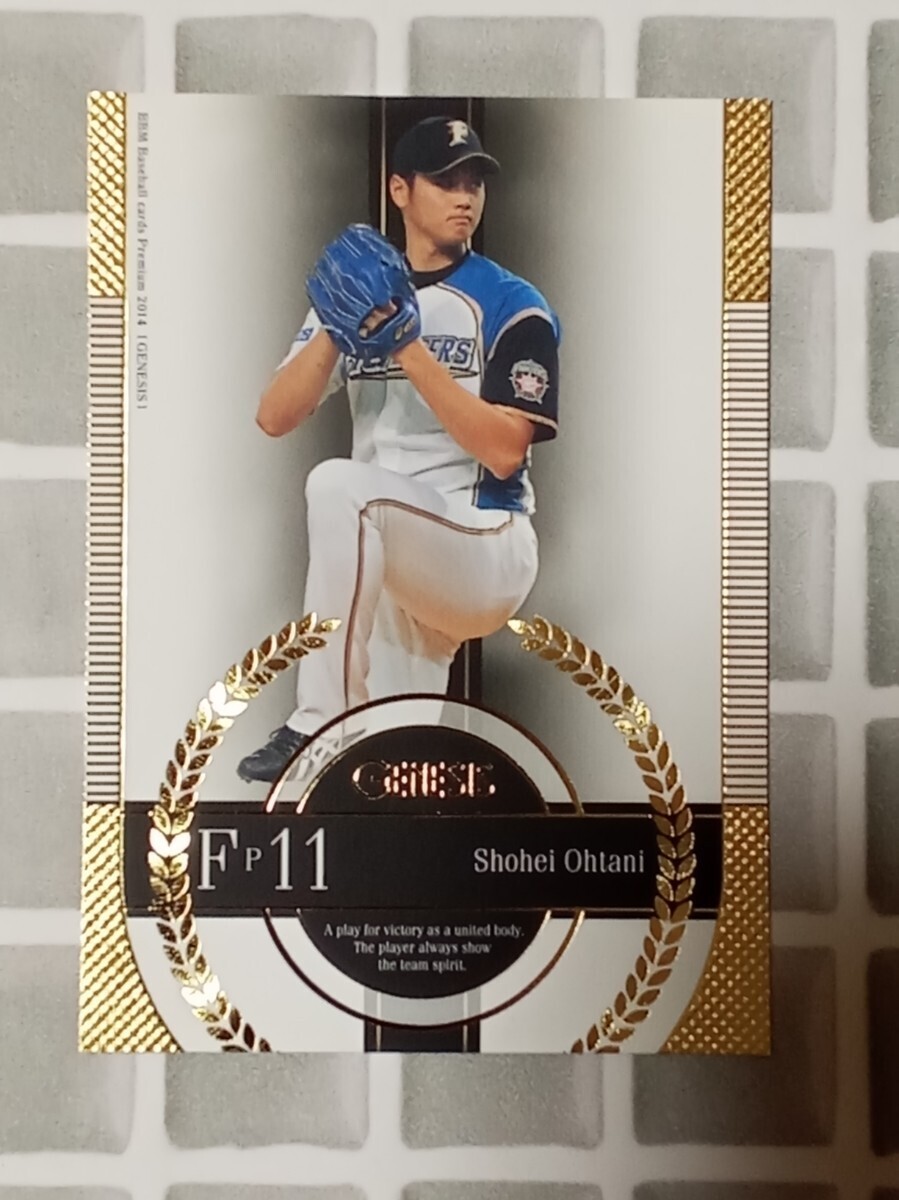 BBM Baseball cards Premium 2014 | GENESIS |
F
GENESIS
F P 11
Shohei Ohtani
A play for victory as a united body.
The player always show
the team spirit.